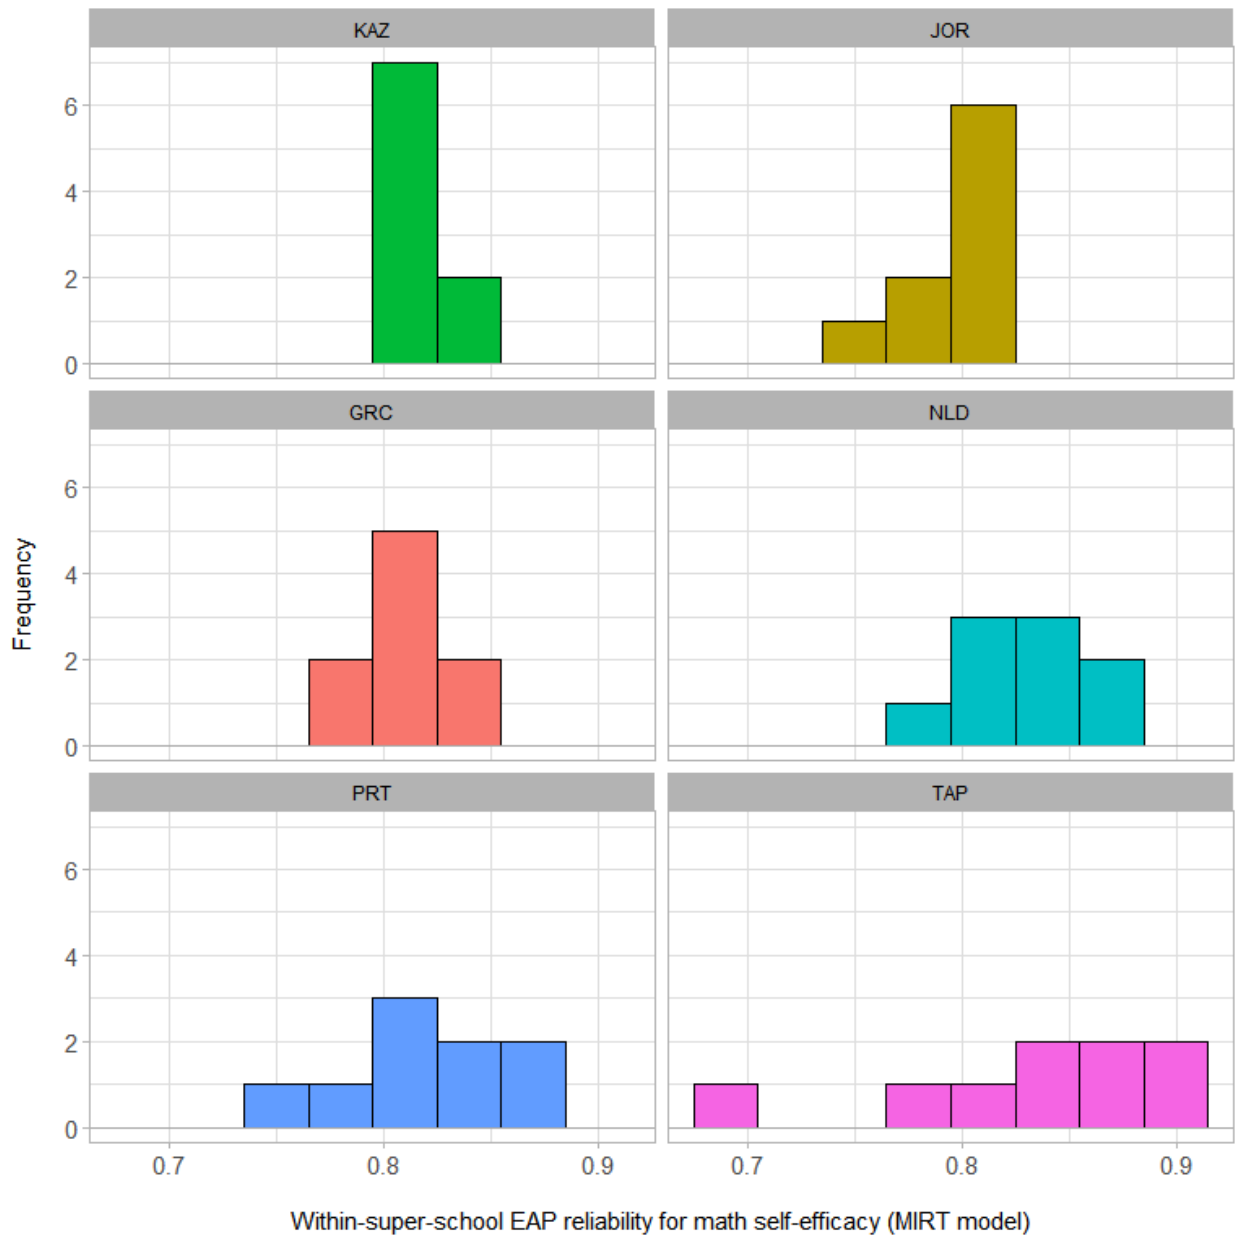 KAZ
JOR
6
4
2
0
GRC
NLD
6
4
2
0
Frequency
PRT
TAP
6
4
2
0
0.7 0.8 0.9 0.7 0.8 0.9
Within-super-school EAP reliability for math self-efficacy (MIRT model)